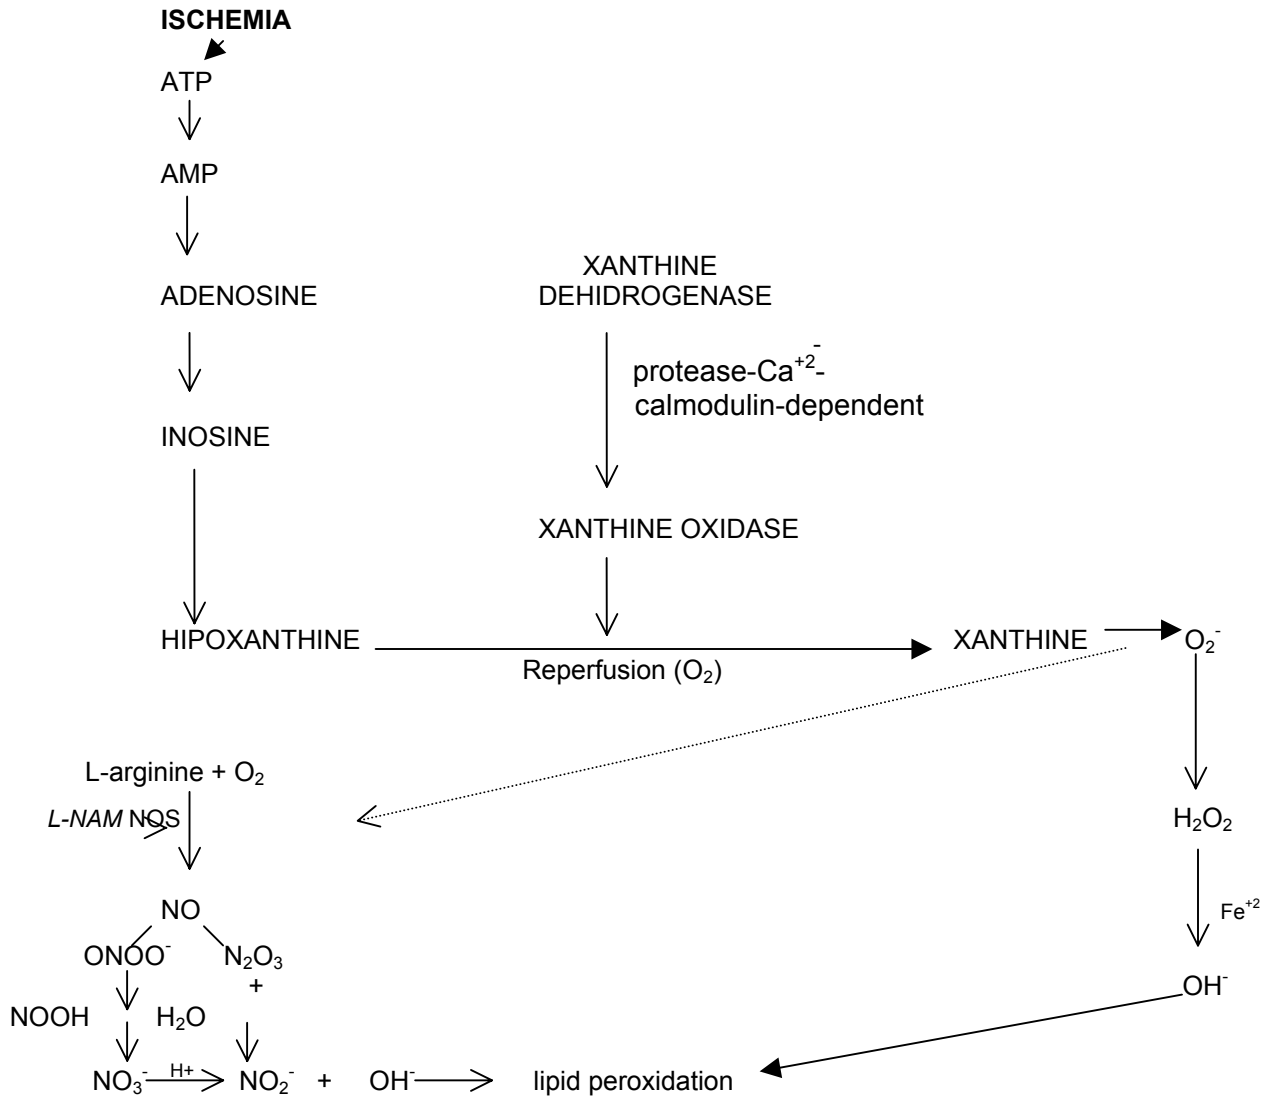 ISCHEMIA
ATP
AMP
XANTHINE
ADENOSINE
DEHIDROGENASE
protease-Ca⁺²⁻-
calmodulin-dependent
INOSINE
XANTHINE OXIDASE
HIPOXANTHINE
XANTHINE
O₂⁻
Reperfusion (O₂)
L-arginine + O₂
L-NAM NOS
H₂O₂
NO
Fe⁺²
ONOO⁻
N₂O₃
+
OH⁻
NOOH
H₂O
NO₃⁻ H+ NO₂⁻ + OH⁻ lipid peroxidation